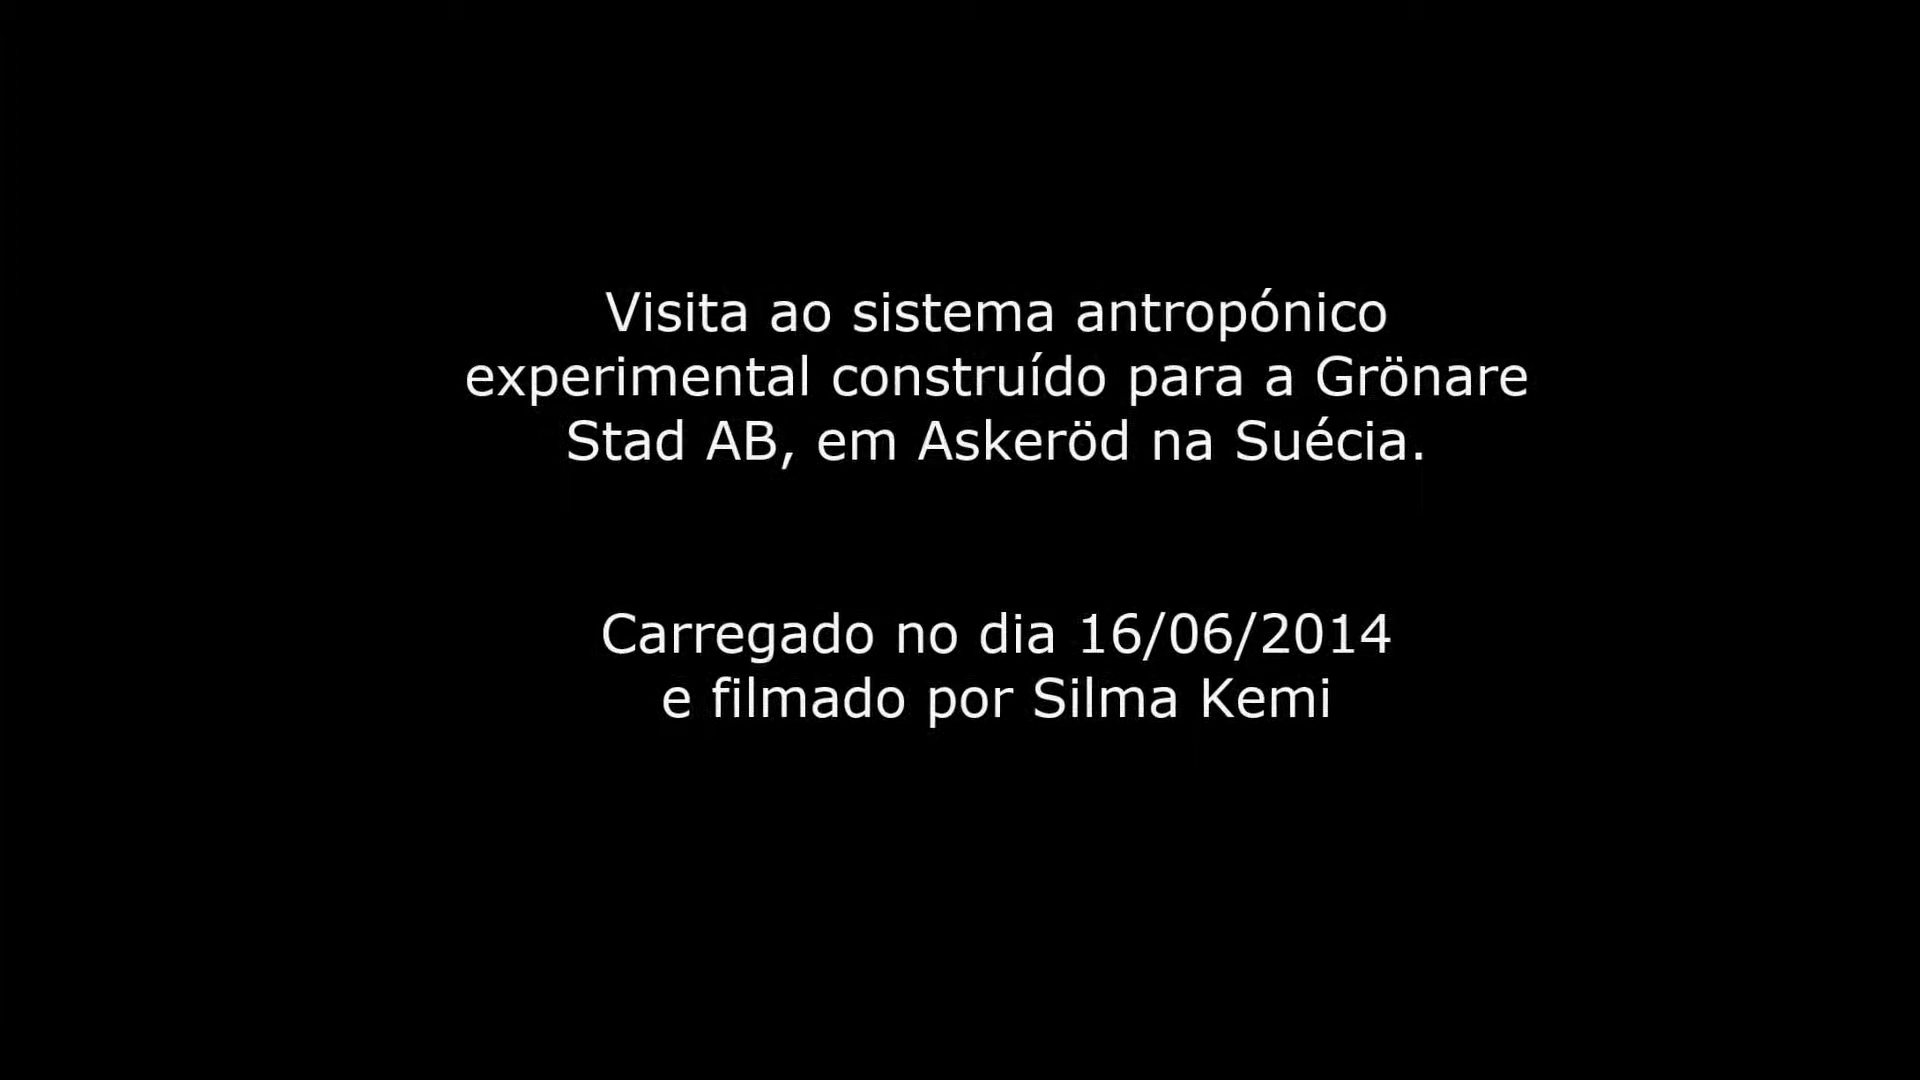 Visita ao sistema antropónico
experimental construído para a Grönare
Stad AB, em Askeröd na Suécia.
Carregado no dia 16/06/2014
e filmado por Silma Kemi